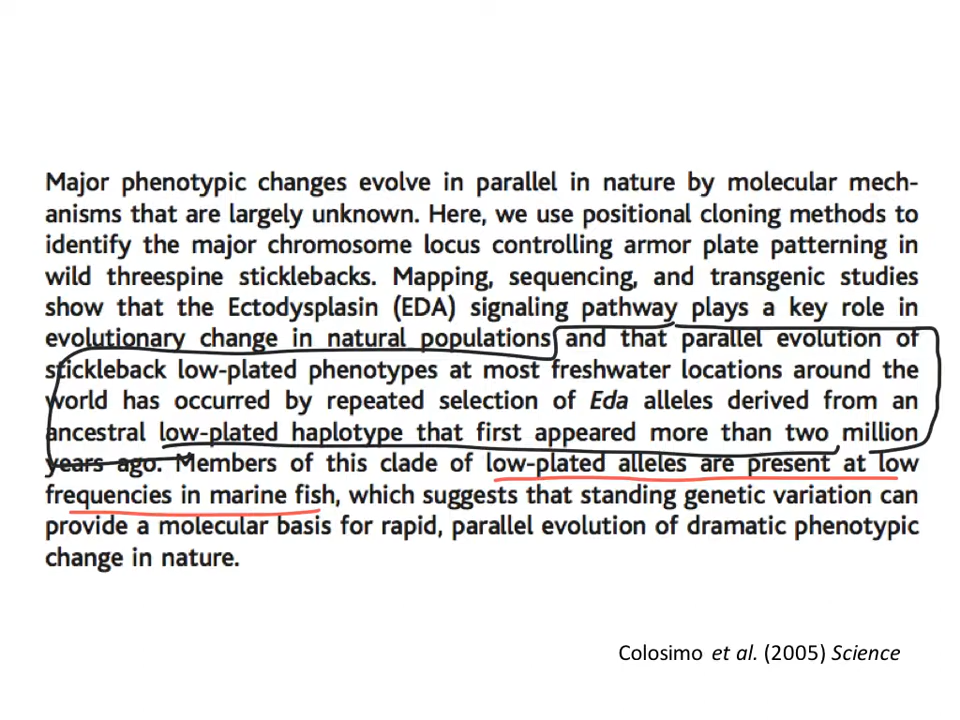 Major phenotypic changes evolve in parallel in nature by molecular mech-
anisms that are largely unknown. Here, we use positional cloning methods to
identify the major chromosome locus controlling armor plate patterning in
wild threespine sticklebacks. Mapping, sequencing, and transgenic studies
show that the Ectodysplasin (EDA) signaling pathway plays a key role in
evolutionary change in natural populations and that parallel evolution of
stickleback low-plated phenotypes at most freshwater locations around the
world has occurred by repeated selection of Eda alleles derived from an
ancestral low-plated haplotype that first appeared more than two million
years ago. Members of this clade of low-plated alleles are present at low
frequencies in marine fish, which suggests that standing genetic variation can
provide a molecular basis for rapid, parallel evolution of dramatic phenotypic
change in nature.
Colosimo et al. (2005) Science